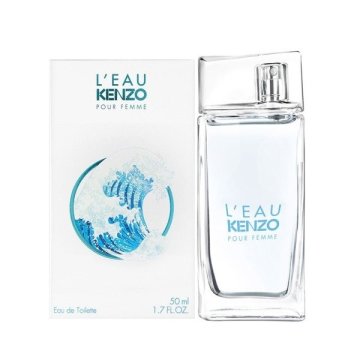 L'EAU
KENZO
POUR FEMME
Eau de Toilette
50 ml
1.7 FL.OZ.
L'EAU
KENZO
POUR FEMME